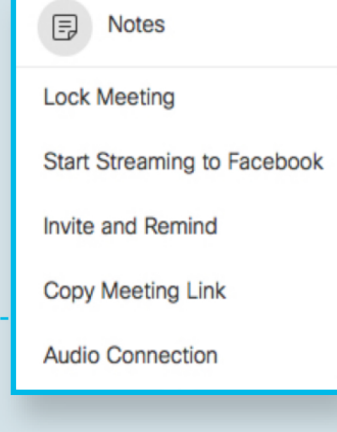 Notes
Lock Meeting
Start Streaming to Facebook
Invite and Remind
Copy Meeting Link
Audio Connection